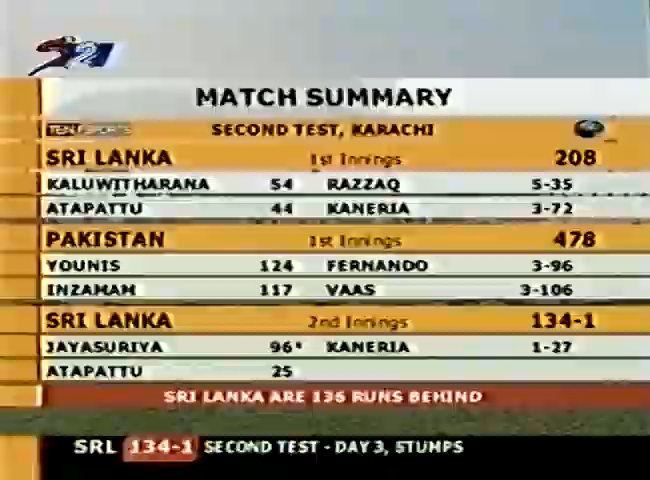 2
MATCH SUMMARY
TEN SPORTS
SECOND TEST, KARACHI
SRI LANKA 1st Innings 208
KALUWITHARANA 54 RAZZAQ 5-35
ATAPATTU 44 KANERIA 3-72
PAKISTAN 1st Innings 478
YOUNIS 124 FERNANDO 3-96
INZAMAM 117 VAAS 3-106
SRI LANKA 2nd Innings 134-1
JAYASURIYA 96* KANERIA 1-27
ATAPATTU 25
SRI LANKA ARE 136 RUNS BEHIND
SRL 134-1 SECOND TEST - DAY 3, STUMPS